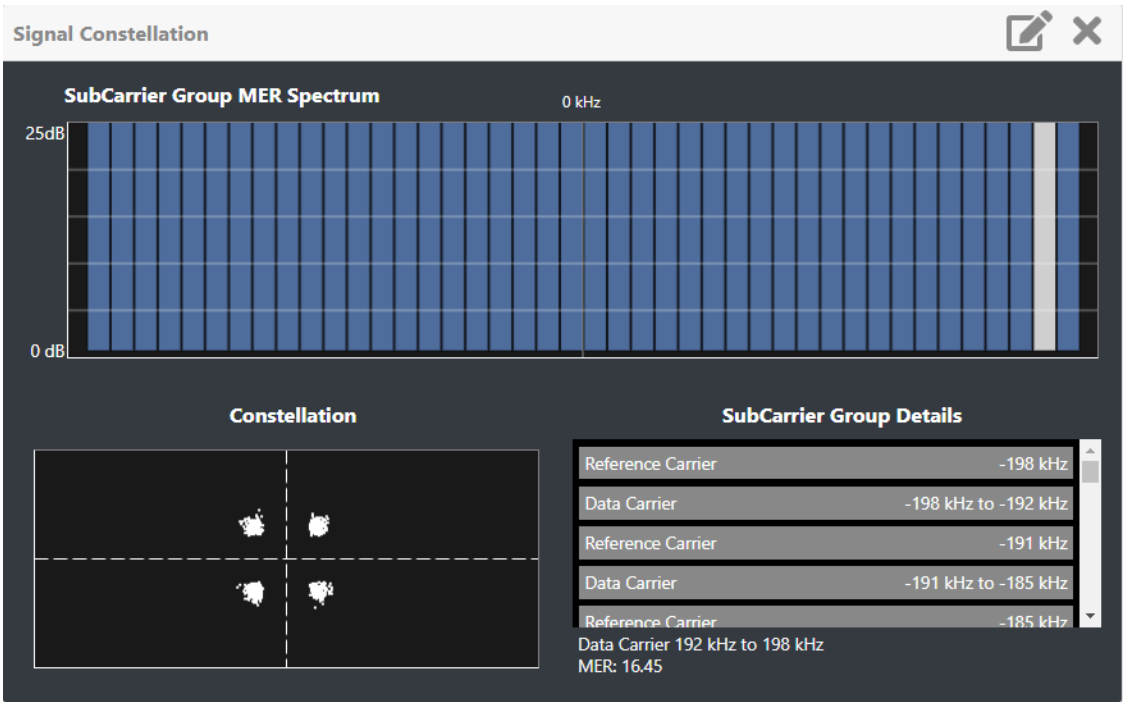 Signal Constellation
SubCarrier Group MER Spectrum
0 kHz
25dB
0 dB
Constellation
SubCarrier Group Details
Reference Carrier -198 kHz
Data Carrier -198 kHz to -192 kHz
Reference Carrier -191 kHz
Data Carrier -191 kHz to -185 kHz
Reference Carrier -185 kHz
Data Carrier 192 kHz to 198 kHz
MER: 16.45